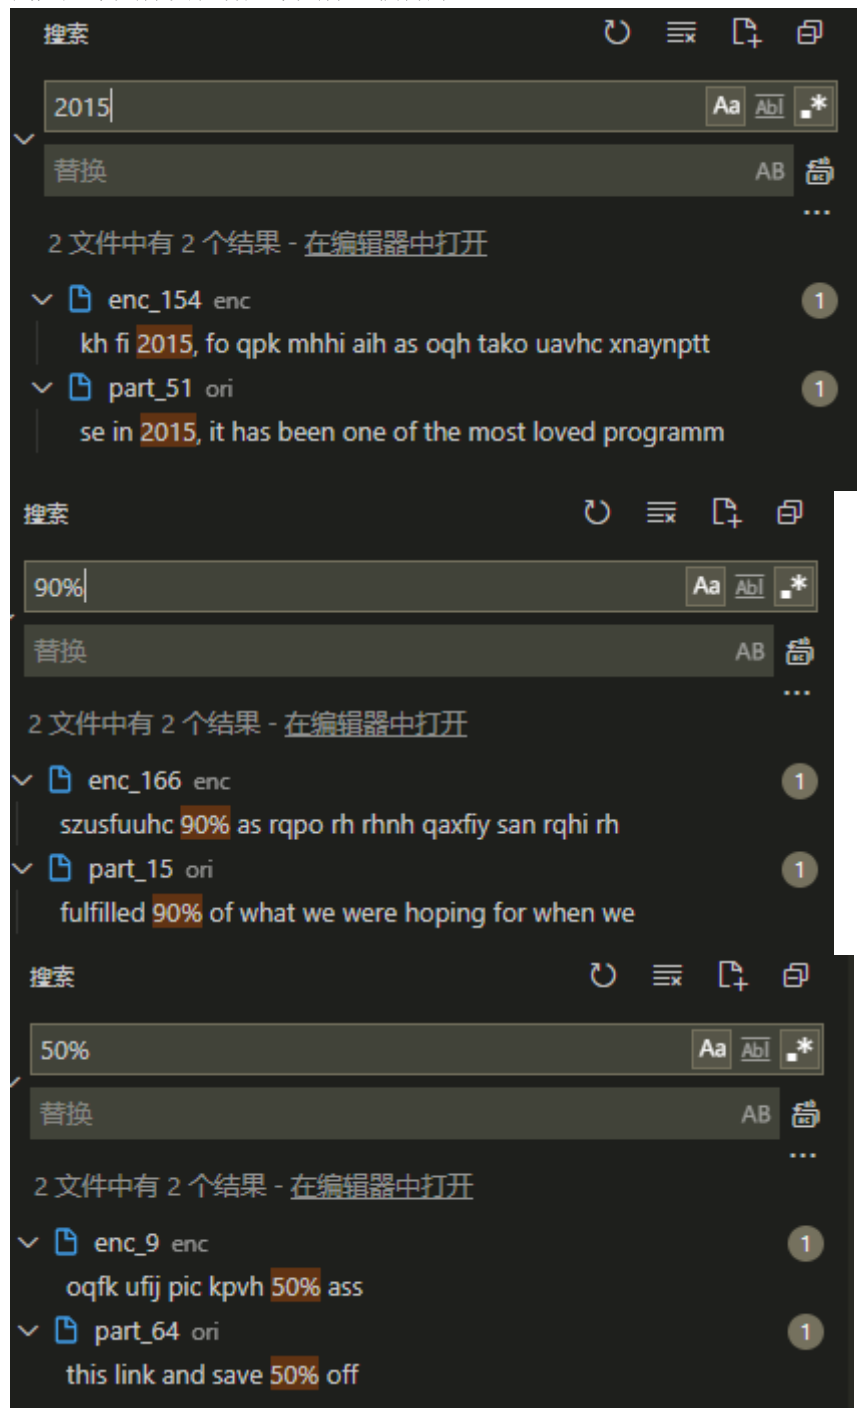 搜索
2015
Aa Abl .*
替换
AB
2 文件中有 2 个结果 - 在编辑器中打开
enc_154 enc
1
kh fi 2015, fo qpk mhhi aih as oqh tako uavhc xnaynptt
part_51 ori
1
se in 2015, it has been one of the most loved programm
搜索
90%
Aa Abl .*
替换
AB
2 文件中有 2 个结果 - 在编辑器中打开
enc_166 enc
1
szusfuuhc 90% as rqpo rh rhnh qaxfiy san rqhi rh
part_15 ori
1
fulfilled 90% of what we were hoping for when we
搜索
50%
Aa Abl .*
替换
AB
2 文件中有 2 个结果 - 在编辑器中打开
enc_9 enc
1
oqfk ufij pic kpvh 50% ass
part_64 ori
1
this link and save 50% off